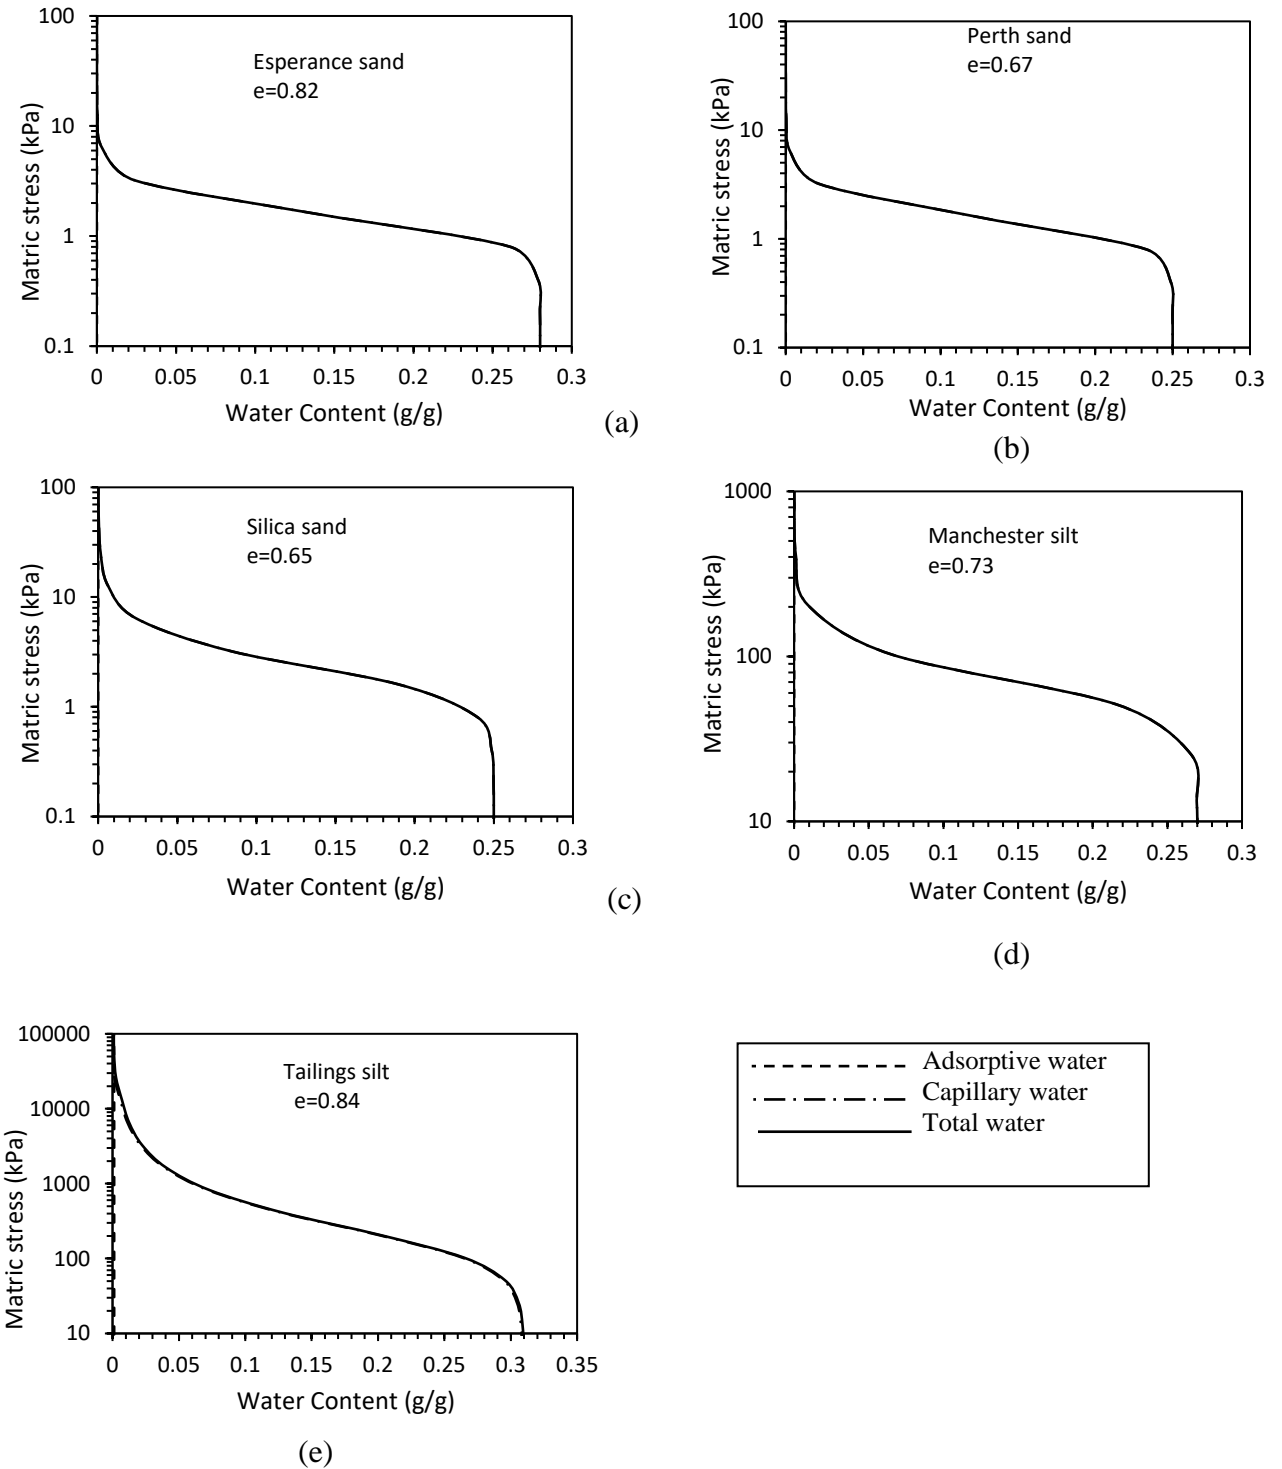 100
10
1
0.1
Matric stress (kPa)
Esperance sand
e=0.82
0 0.05 0.1 0.15 0.2 0.25 0.3
Water Content (g/g)
(a)
100
10
1
0.1
Matric stress (kPa)
Perth sand
e=0.67
0 0.05 0.1 0.15 0.2 0.25 0.3
Water Content (g/g)
(b)
100
10
1
0.1
Matric stress (kPa)
Silica sand
e=0.65
0 0.05 0.1 0.15 0.2 0.25 0.3
Water Content (g/g)
(c)
1000
100
10
Matric stress (kPa)
Manchester silt
e=0.73
0 0.05 0.1 0.15 0.2 0.25 0.3
Water Content (g/g)
(d)
100000
10000
1000
100
10
Matric stress (kPa)
Tailings silt
e=0.84
0 0.05 0.1 0.15 0.2 0.25 0.3 0.35
Water Content (g/g)
(e)
Adsorptive water
Capillary water
Total water